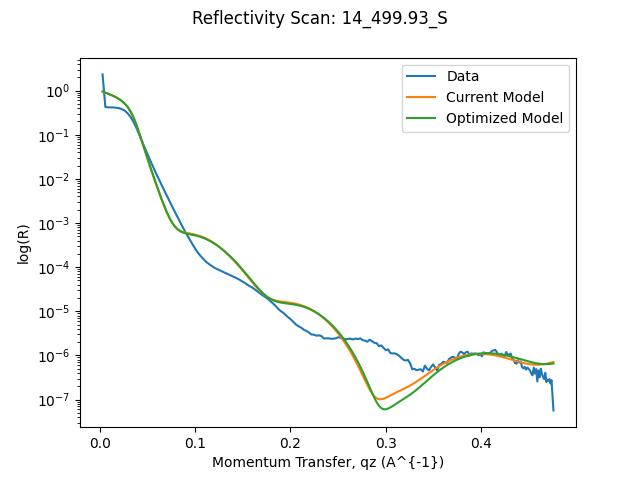 Reflectivity Scan: 14_499.93_S
Data
Current Model
Optimized Model
log(R)
10^0
10^{-1}
10^{-2}
10^{-3}
10^{-4}
10^{-5}
10^{-6}
10^{-7}
0.0 0.1 0.2 0.3 0.4
Momentum Transfer, qz (A^{-1})